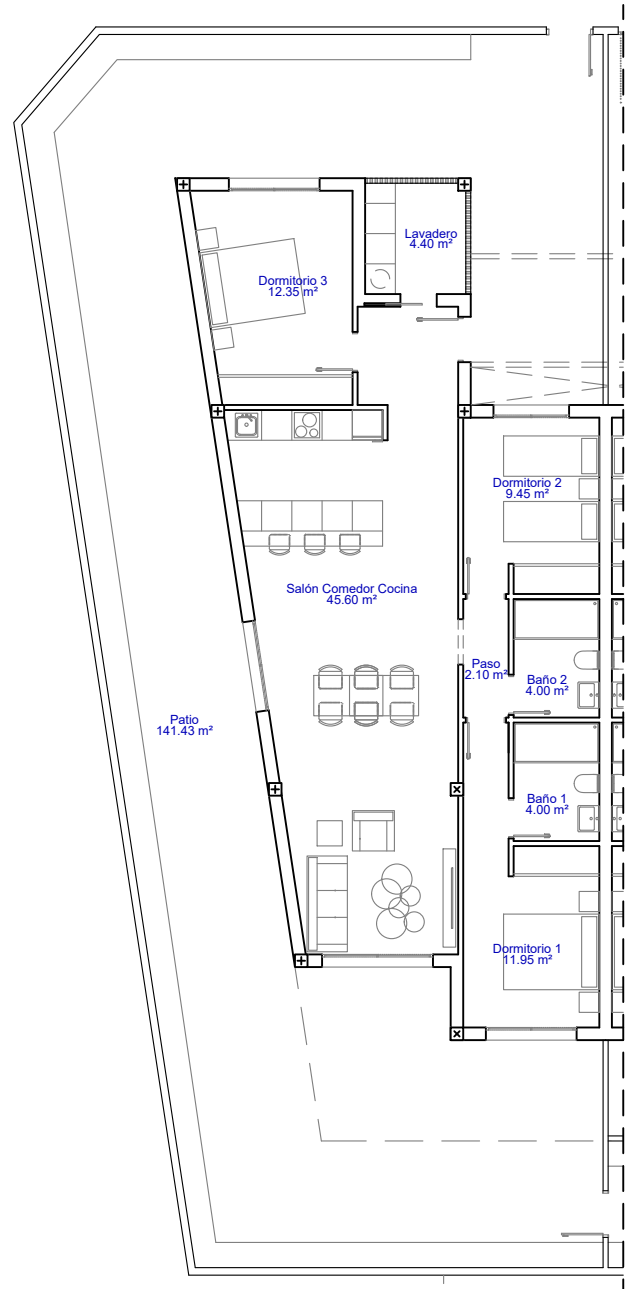 Lavadero
4.40 m²
Dormitorio 3
12.35 m²
Dormitorio 2
9.45 m²
Salón Comedor Cocina
45.60 m²
Paso
2.10 m²
Baño 2
4.00 m²
Patio
141.43 m²
Baño 1
4.00 m²
Dormitorio 1
11.95 m²